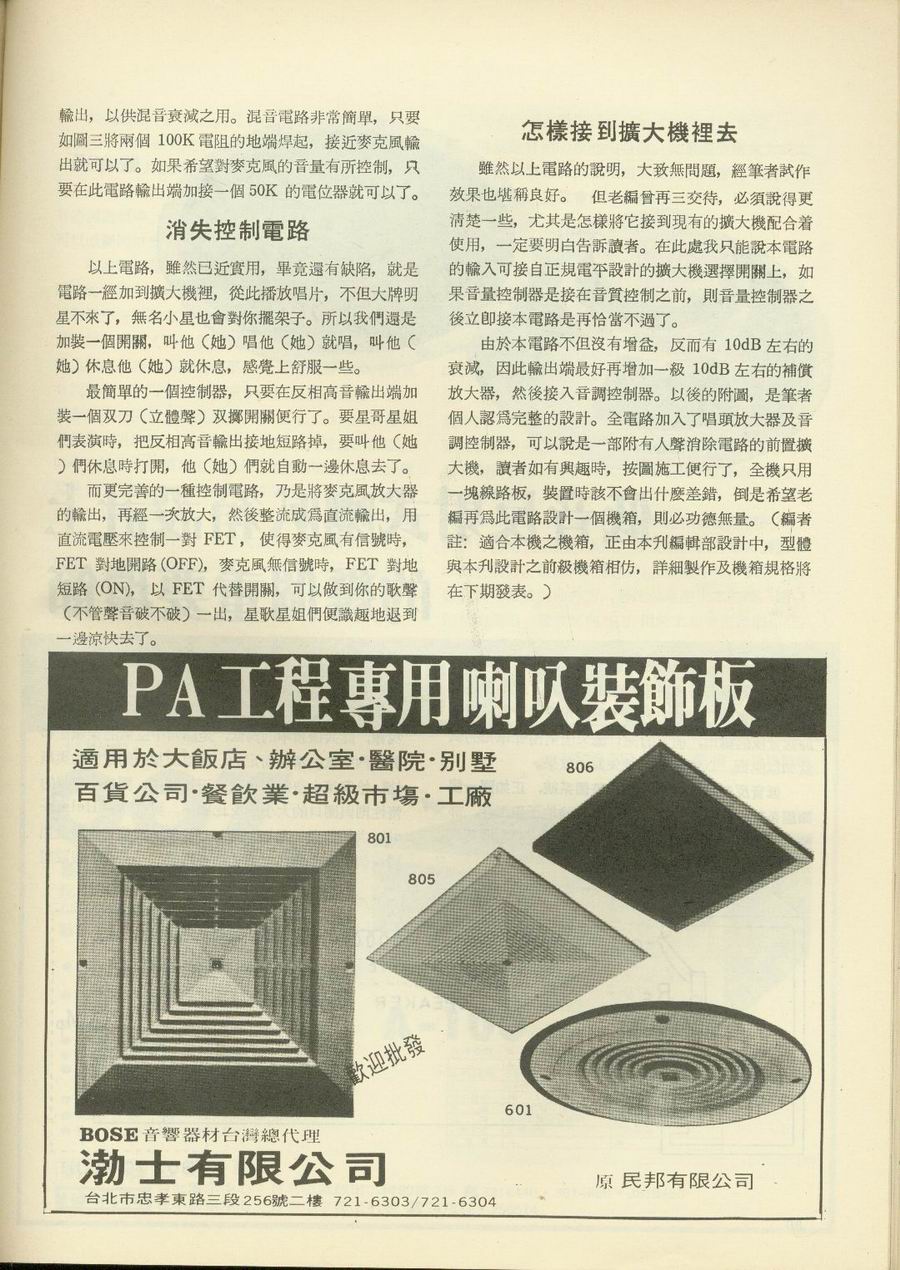 輸出，以供混音衰減之用。混音電路非常簡單，只要
如圖三將兩個 100K 電阻的地端焊起，接近麥克風輸
出就可以了。如果希望對麥克風的音量有所控制，只
要在此電路輸出端加接一個 50K 的電位器就可以了。
消失控制電路
以上電路，雖然已近實用，畢竟還有缺陷，就是
電路一經加到擴大機裡，從此播放唱片，不但大牌明
星不來了，無名小星也會對你擺架子。所以我們還是
加裝一個開關，叫他（她）唱他（她）就唱，叫他（
她）休息他（她）就休息，感覺上舒服一些。
最簡單的一個控制器，只要在反相高音輸出端加
裝一個双刀（立體聲）双擲開關便行了。要星哥星姐
們表演時，把反相高音輸出接地短路掉，要叫他（她
）們休息時打開，他（她）們就自動一邊休息去了。
而更完善的一種控制電路，乃是將麥克風放大器
的輸出，再經一次放大，然後整流成爲直流輸出，用
直流電壓來控制一對 FET， 使得麥克風有信號時，
FET 對地開路 (OFF)，麥克風無信號時，FET 對地
短路 (ON)， 以 FET 代替開關，可以做到你的歌聲
（不管聲音破不破）一出，星歌星姐們便識趣地退到
一邊涼快去了。
怎樣接到擴大機裡去
雖然以上電路的說明，大致無問題，經筆者試作
效果也堪稱良好。 但老編曾再三交待，必須說得更
清楚一些，尤其是怎樣將它接到現有的擴大機配合着
使用，一定要明白告訴讀者。在此處我只能說本電路
的輸入可接自正規電平設計的擴大機選擇開關上，如
果音量控制器是接在音質控制之前，則音量控制器之
後立卽接本電路是再恰當不過了。
由於本電路不但沒有增益，反而有 10dB 左右的
衰減，因此輸出端最好再增加一級 10dB 左右的補償
放大器，然後接入音調控制器。以後的附圖，是筆者
個人認爲完整的設計。全電路加入了唱頭放大器及音
調控制器，可以說是一部附有人聲消除電路的前置擴
大機，讀者如有興趣時，按圖施工便行了，全機只用
一塊線路板，裝置時該不會出什麼差錯，倒是希望老
編再爲此電路設計一個機箱，則必功德無量。（編者
註：適合本機之機箱，正由本刋編輯部設計中，型體
與本刋設計之前級機箱相仿，詳細製作及機箱規格將
在下期發表。）
PA工程專用喇叭裝飾板
適用於大飯店、辦公室·醫院·别墅
百貨公司·餐飲業·超級市場·工廠
806
801
805
歡迎批發
601
BOSE 音響器材台灣總代理
渤士有限公司
原 民邦有限公司
台北市忠孝東路三段256號二樓 721-6303/721-6304